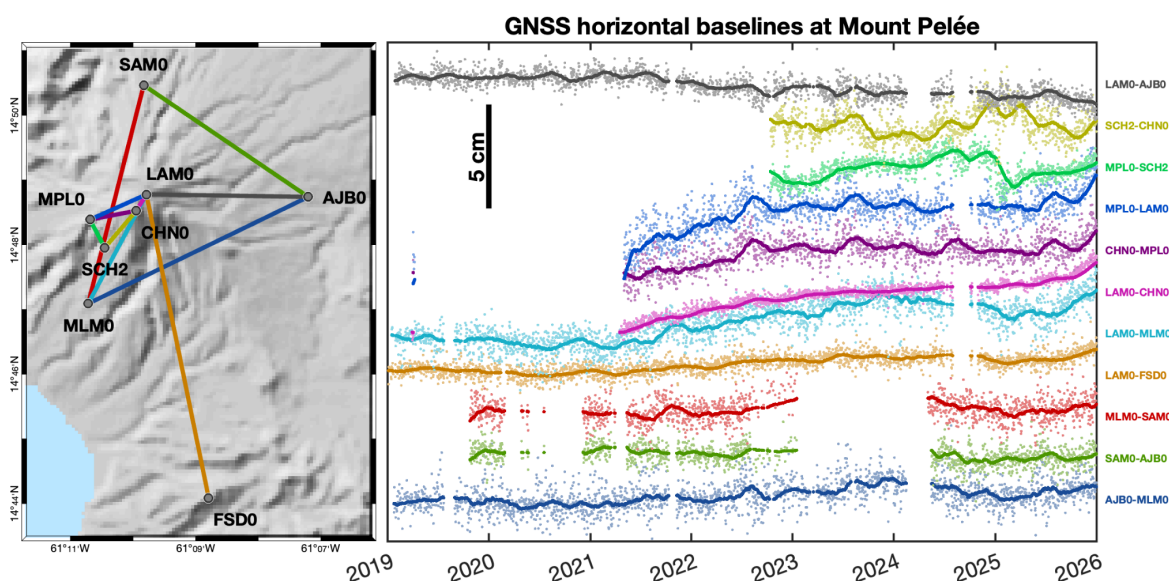 GNSS horizontal baselines at Mount Pelée
SAM0
LAM0
MPL0
AJB0
CHN0
SCH2
MLM0
FSD0
14°50'N
14°48'N
14°46'N
14°44'N
61°11'W
61°09'W
61°07'W
5 cm
LAM0-AJB0
SCH2-CHN0
MPL0-SCH2
MPL0-LAM0
CHN0-MPL0
LAM0-CHN0
LAM0-MLM0
LAM0-FSD0
MLM0-SAM0
SAM0-AJB0
AJB0-MLM0
2019
2020
2021
2022
2023
2024
2025
2026